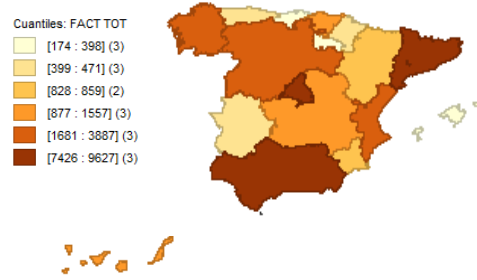 Cuantiles: FACT TOT
[174 : 398] (3)
[399 : 471] (3)
[828 : 859] (2)
[877 : 1557] (3)
[1681 : 3887] (3)
[7426 : 9627] (3)